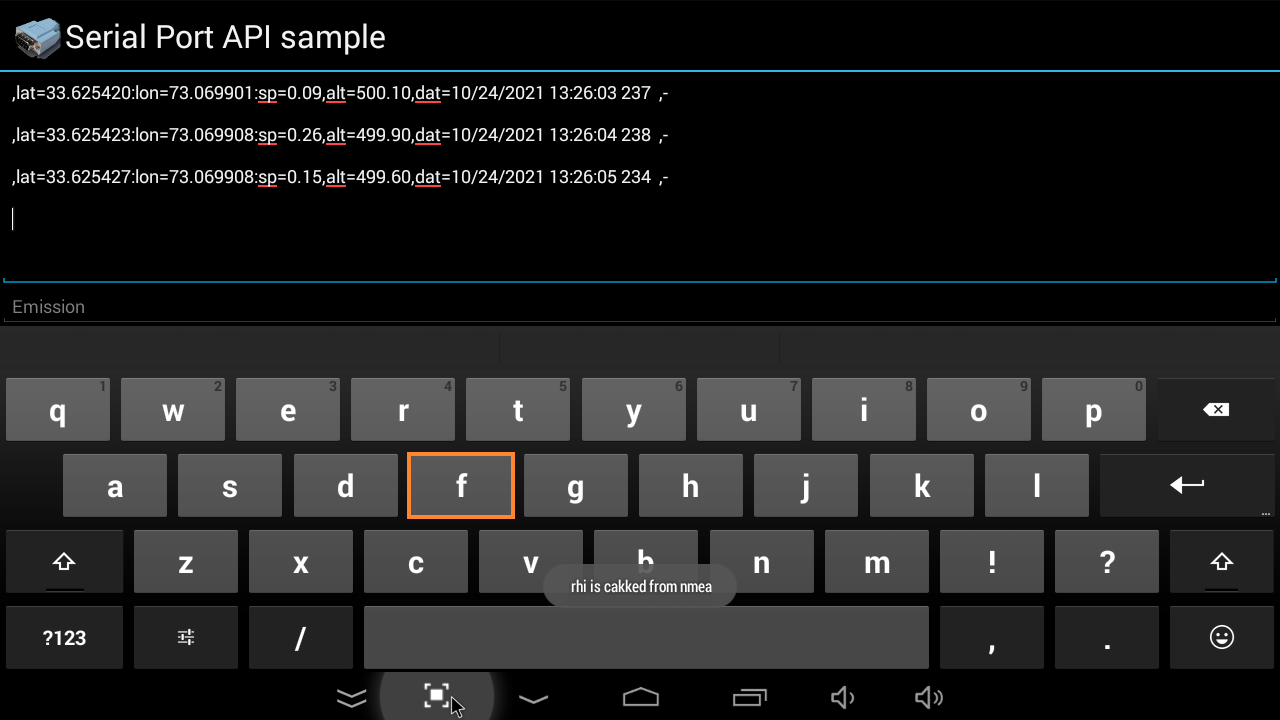 Serial Port API sample
,lat=33.625420:lon=73.069901:sp=0.09,alt=500.10,dat=10/24/2021 13:26:03 237  ,-
,lat=33.625423:lon=73.069908:sp=0.26,alt=499.90,dat=10/24/2021 13:26:04 238  ,-
,lat=33.625427:lon=73.069908:sp=0.15,alt=499.60,dat=10/24/2021 13:26:05 234  ,-
Emission
1 2 3 4 5 6 7 8 9 0
q w e r t y u i o p
a s d f g h j k l
...
z x c v b n m ! ?
rhi is cakked from nmea
?123 / , .